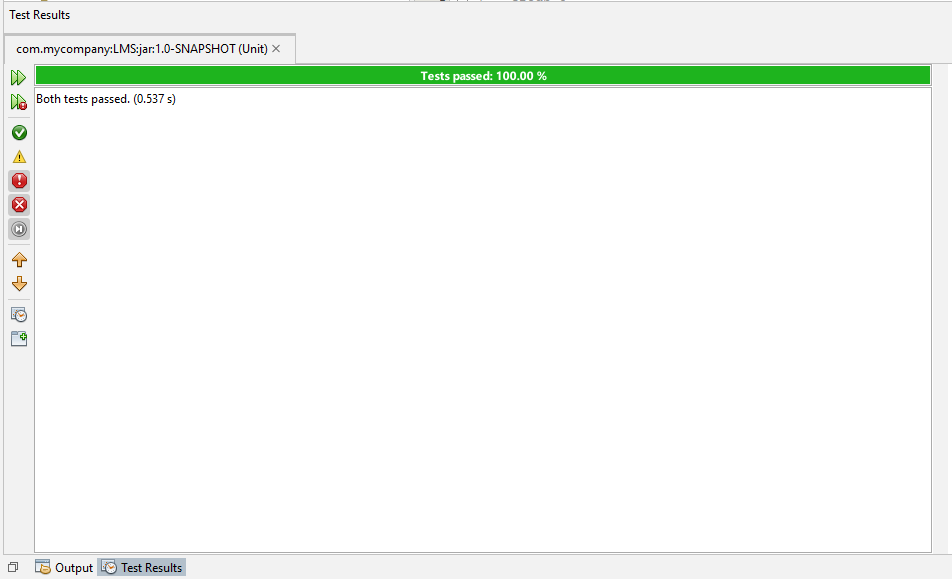 Test Results
com.mycompany:LMS:jar:1.0-SNAPSHOT (Unit)
Tests passed: 100.00 %
Both tests passed. (0.537 s)
Output
Test Results